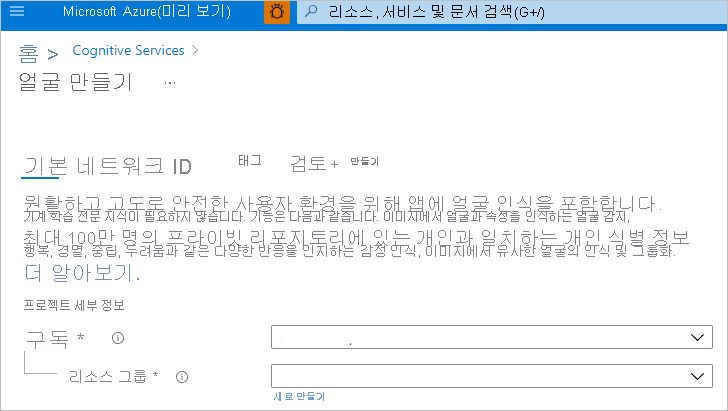 Microsoft Azure(미리 보기) 리소스, 서비스 및 문서 검색(G+/)
홈 > Cognitive Services >
얼굴 만들기 ...
기본 네트워크 ID 태그 검토+ 만들기
원활하고 고도로 안전한 사용자 환경을 위해 앱에 얼굴 인식을 포함합니다.
기계 학습 전문 지식이 필요하지 않습니다. 기능은 다음과 같습니다. 이미지에서 얼굴과 속성을 인식하는 얼굴 감지,
최대 100만 명의 프라이빗 리포지토리에 있는 개인과 일치하는 개인 식별 정보
행복, 경멸, 중립, 두려움과 같은 다양한 반응을 인지하는 감정 인식, 이미지에서 유사한 얼굴의 인식 및 그룹화.
더 알아보기.
프로젝트 세부 정보
구독 *
리소스 그룹 *
새로 만들기